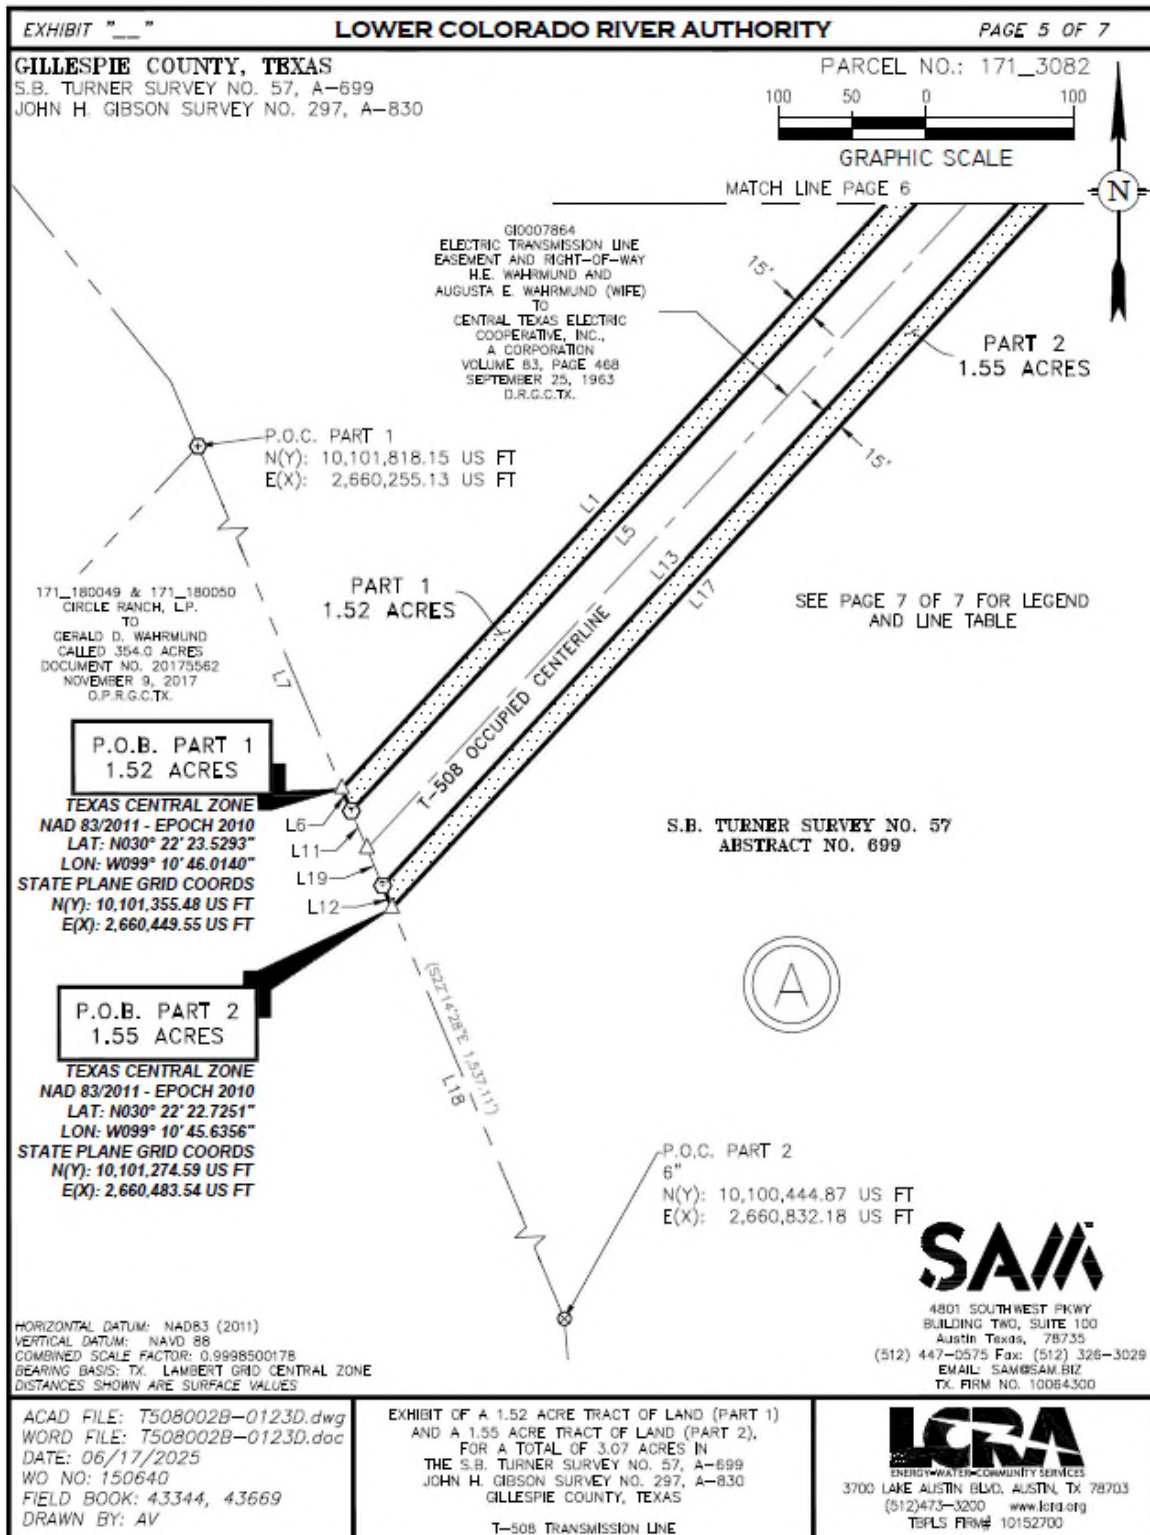 EXHIBIT "__"
LOWER COLORADO RIVER AUTHORITY
PAGE 5 OF 7
GILLESPIE COUNTY, TEXAS
S.B. TURNER SURVEY NO. 57, A-699
JOHN H. GIBSON SURVEY NO. 297, A-830
PARCEL NO.: 171_3082
100 50 0 100
GRAPHIC SCALE
N
MATCH LINE PAGE 6
GI0007864
ELECTRIC TRANSMISSION LINE
EASEMENT AND RIGHT-OF-WAY
H.E. WAHRMUND AND
AUGUSTA E. WAHRMUND (WIFE)
TO
CENTRAL TEXAS ELECTRIC
COOPERATIVE, INC.,
A CORPORATION
VOLUME 83, PAGE 468
SEPTEMBER 25, 1963
D.R.G.C.TX.
15'
PART 2
1.55 ACRES
15'
P.O.C. PART 1
N(Y): 10,101,818.15 US FT
E(X): 2,660,255.13 US FT
L1
L5
L13
L17
PART 1
1.52 ACRES
T-508 OCCUPIED CENTERLINE
SEE PAGE 7 OF 7 FOR LEGEND
AND LINE TABLE
171_180049 & 171_180050
CIRCLE RANCH, L.P.
TO
GERALD D. WAHRMUND
CALLED 354.0 ACRES
DOCUMENT NO. 20175562
NOVEMBER 9, 2017
O.P.R.G.C.TX.
L7
P.O.B. PART 1
1.52 ACRES
TEXAS CENTRAL ZONE
NAD 83/2011 - EPOCH 2010
LAT: N030° 22' 23.5293"
LON: W099° 10' 46.0140"
STATE PLANE GRID COORDS
N(Y): 10,101,355.48 US FT
E(X): 2,660,449.55 US FT
L6
L11
L19
L12
S.B. TURNER SURVEY NO. 57
ABSTRACT NO. 699
A
P.O.B. PART 2
1.55 ACRES
TEXAS CENTRAL ZONE
NAD 83/2011 - EPOCH 2010
LAT: N030° 22' 22.7251"
LON: W099° 10' 45.6356"
STATE PLANE GRID COORDS
N(Y): 10,101,274.59 US FT
E(X): 2,660,483.54 US FT
(S22°14'28"E 1,537.11')
L18
P.O.C. PART 2
6"
N(Y): 10,100,444.87 US FT
E(X): 2,660,832.18 US FT
SAM
4801 SOUTHWEST PKWY
BUILDING TWO, SUITE 100
Austin Texas, 78735
(512) 447-0575 Fax: (512) 326-3029
EMAIL: SAM@SAM.BIZ
TX. FIRM NO. 10064300
HORIZONTAL DATUM: NAD83 (2011)
VERTICAL DATUM: NAVD 88
COMBINED SCALE FACTOR: 0.9998500178
BEARING BASIS: TX. LAMBERT GRID CENTRAL ZONE
DISTANCES SHOWN ARE SURFACE VALUES
ACAD FILE: T508002B-0123D.dwg
WORD FILE: T508002B-0123D.doc
DATE: 06/17/2025
WO NO: 150640
FIELD BOOK: 43344, 43669
DRAWN BY: AV
EXHIBIT OF A 1.52 ACRE TRACT OF LAND (PART 1)
AND A 1.55 ACRE TRACT OF LAND (PART 2),
FOR A TOTAL OF 3.07 ACRES IN
THE S.B. TURNER SURVEY NO. 57, A-699
JOHN H. GIBSON SURVEY NO. 297, A-830
GILLESPIE COUNTY, TEXAS
T-508 TRANSMISSION LINE
LCRA
ENERGY•WATER•COMMUNITY SERVICES
3700 LAKE AUSTIN BLVD. AUSTIN, TX 78703
(512)473-3200 www.lcra.org
TBPLS FIRM# 10152700